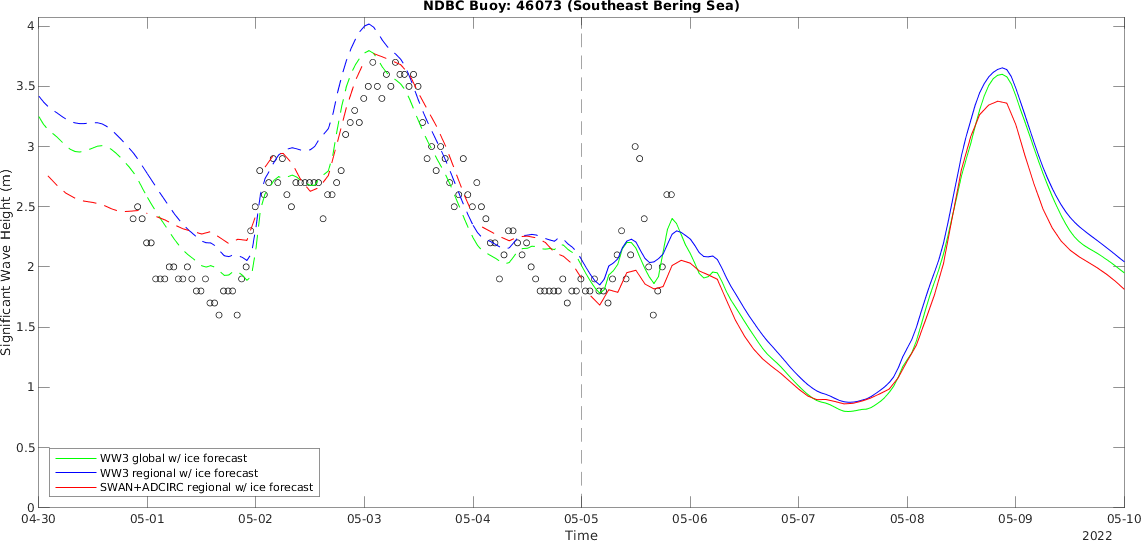 NDBC Buoy: 46073 (Southeast Bering Sea)
Significant Wave Height (m)
4
3.5
3
2.5
2
1.5
1
0.5
0
WW3 global w/ ice forecast
WW3 regional w/ ice forecast
SWAN+ADCIRC regional w/ ice forecast
04-30 05-01 05-02 05-03 05-04 05-05 05-06 05-07 05-08 05-09 05-10
Time
2022